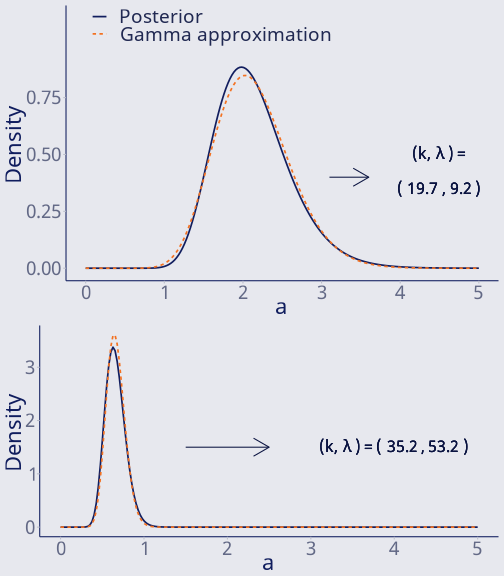 Posterior
Gamma approximation
Density
0.75
0.50
0.25
0.00
(k, λ) =
( 19.7 , 9.2 )
0 1 2 3 4 5
a
Density
3
2
1
0
(k, λ) = ( 35.2 , 53.2 )
0 1 2 3 4 5
a